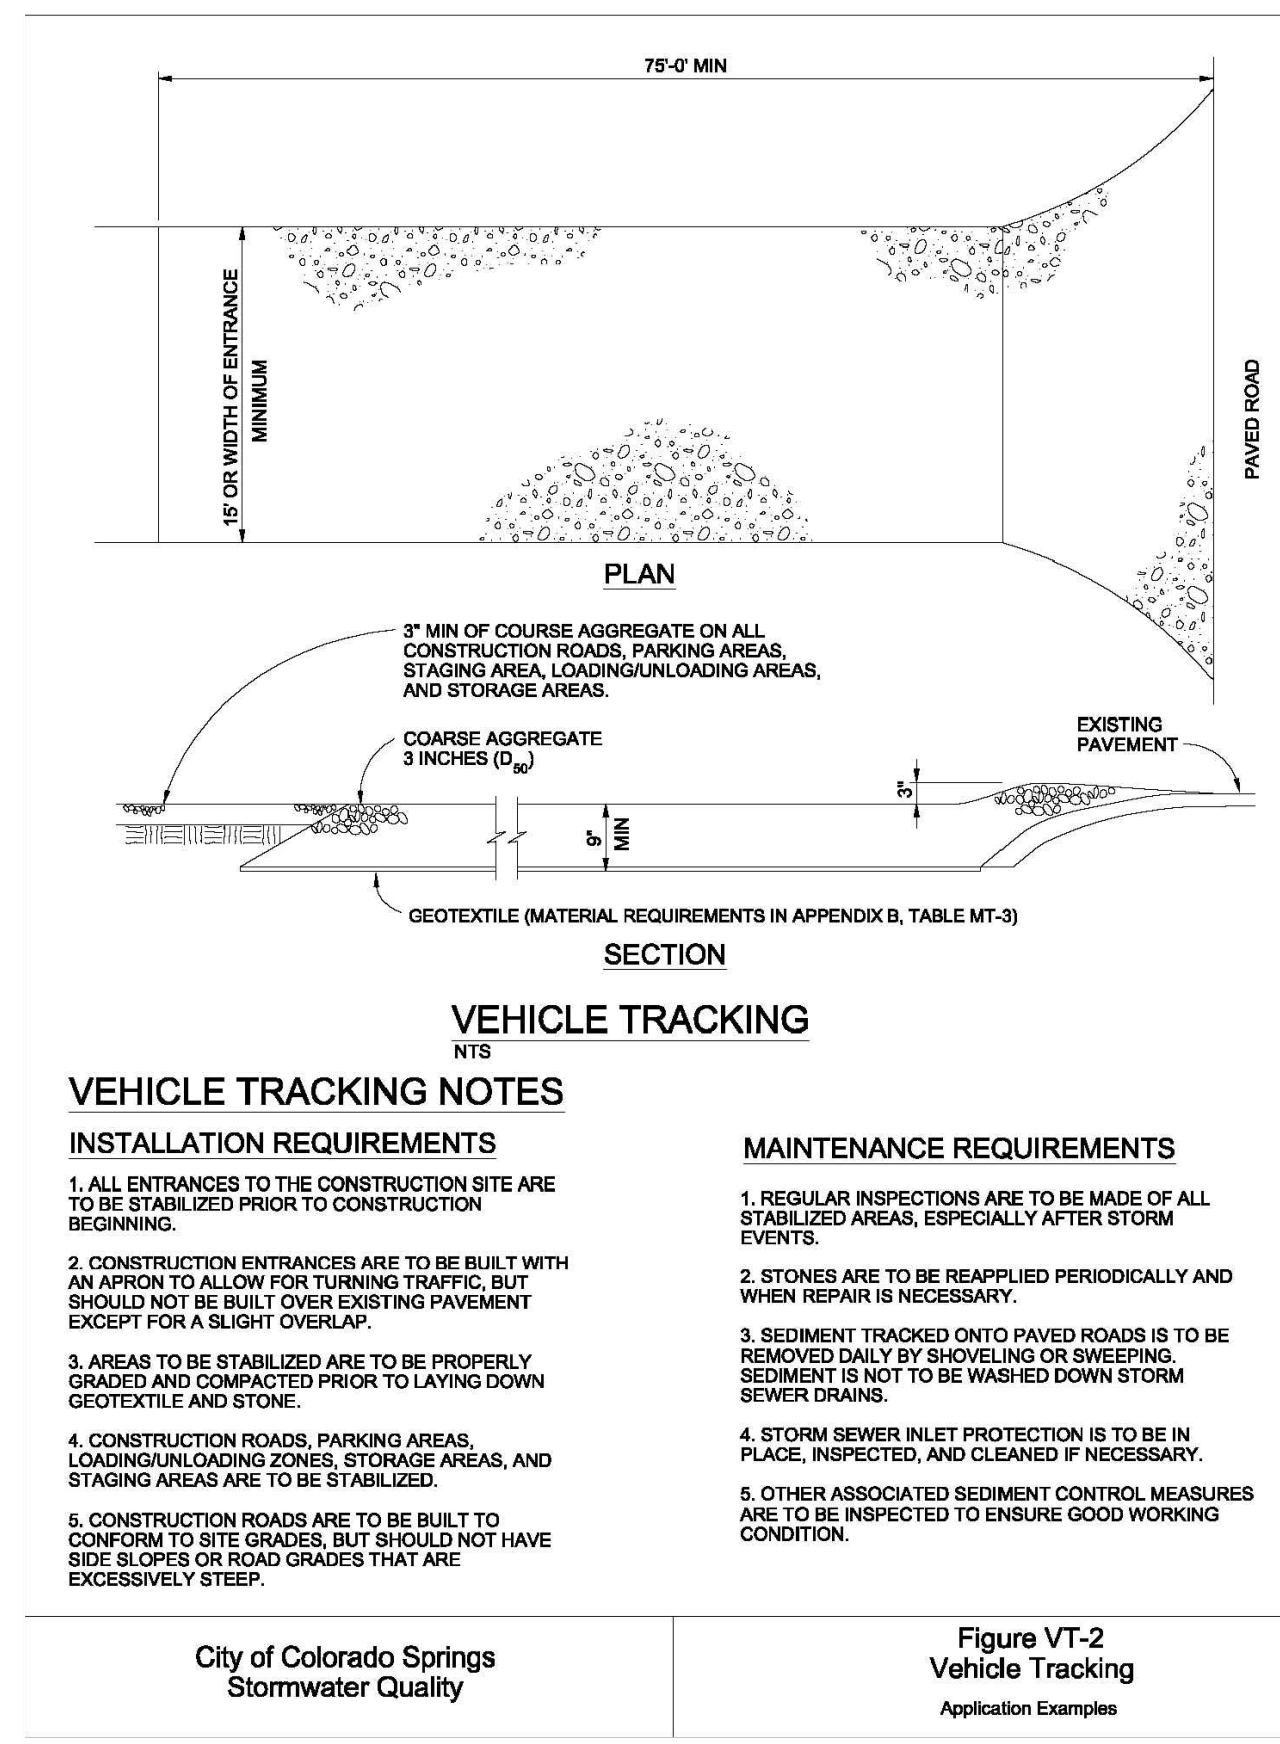 75'-0' MIN
15' OR WIDTH OF ENTRANCE
MINIMUM
PAVED ROAD
PLAN
3" MIN OF COURSE AGGREGATE ON ALL
CONSTRUCTION ROADS, PARKING AREAS,
STAGING AREA, LOADING/UNLOADING AREAS,
AND STORAGE AREAS.
COARSE AGGREGATE
3 INCHES (D50)
EXISTING
PAVEMENT
3"
9"
MIN
GEOTEXTILE (MATERIAL REQUIREMENTS IN APPENDIX B, TABLE MT-3)
SECTION
VEHICLE TRACKING
NTS
VEHICLE TRACKING NOTES
INSTALLATION REQUIREMENTS
1. ALL ENTRANCES TO THE CONSTRUCTION SITE ARE
TO BE STABILIZED PRIOR TO CONSTRUCTION
BEGINNING.
2. CONSTRUCTION ENTRANCES ARE TO BE BUILT WITH
AN APRON TO ALLOW FOR TURNING TRAFFIC, BUT
SHOULD NOT BE BUILT OVER EXISTING PAVEMENT
EXCEPT FOR A SLIGHT OVERLAP.
3. AREAS TO BE STABILIZED ARE TO BE PROPERLY
GRADED AND COMPACTED PRIOR TO LAYING DOWN
GEOTEXTILE AND STONE.
4. CONSTRUCTION ROADS, PARKING AREAS,
LOADING/UNLOADING ZONES, STORAGE AREAS, AND
STAGING AREAS ARE TO BE STABILIZED.
5. CONSTRUCTION ROADS ARE TO BE BUILT TO
CONFORM TO SITE GRADES, BUT SHOULD NOT HAVE
SIDE SLOPES OR ROAD GRADES THAT ARE
EXCESSIVELY STEEP.
MAINTENANCE REQUIREMENTS
1. REGULAR INSPECTIONS ARE TO BE MADE OF ALL
STABILIZED AREAS, ESPECIALLY AFTER STORM
EVENTS.
2. STONES ARE TO BE REAPPLIED PERIODICALLY AND
WHEN REPAIR IS NECESSARY.
3. SEDIMENT TRACKED ONTO PAVED ROADS IS TO BE
REMOVED DAILY BY SHOVELING OR SWEEPING.
SEDIMENT IS NOT TO BE WASHED DOWN STORM
SEWER DRAINS.
4. STORM SEWER INLET PROTECTION IS TO BE IN
PLACE, INSPECTED, AND CLEANED IF NECESSARY.
5. OTHER ASSOCIATED SEDIMENT CONTROL MEASURES
ARE TO BE INSPECTED TO ENSURE GOOD WORKING
CONDITION.
City of Colorado Springs
Stormwater Quality
Figure VT-2
Vehicle Tracking
Application Examples